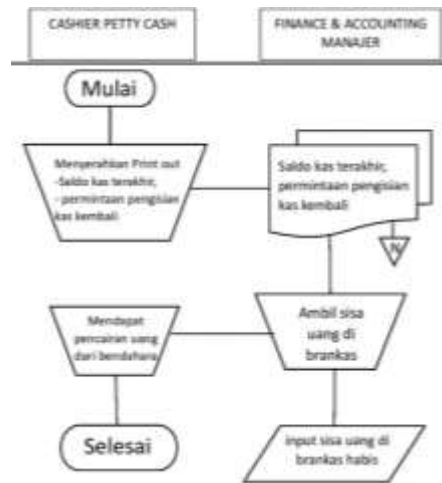 CASHIER PETTY CASH
FINANCE & ACCOUNTING
MANAJER
Mulai
Menyerahkan Print out
-Saldo kas terakhir,
- permintaan pengisian
kas kembali
Saldo kas terakhir,
permintaan pengisian
kas kembali
N
Mendapat
pencairan uang
dari bendahara
Ambil sisa
uang di
brankas
Selesai
input sisa uang di
brankas habis